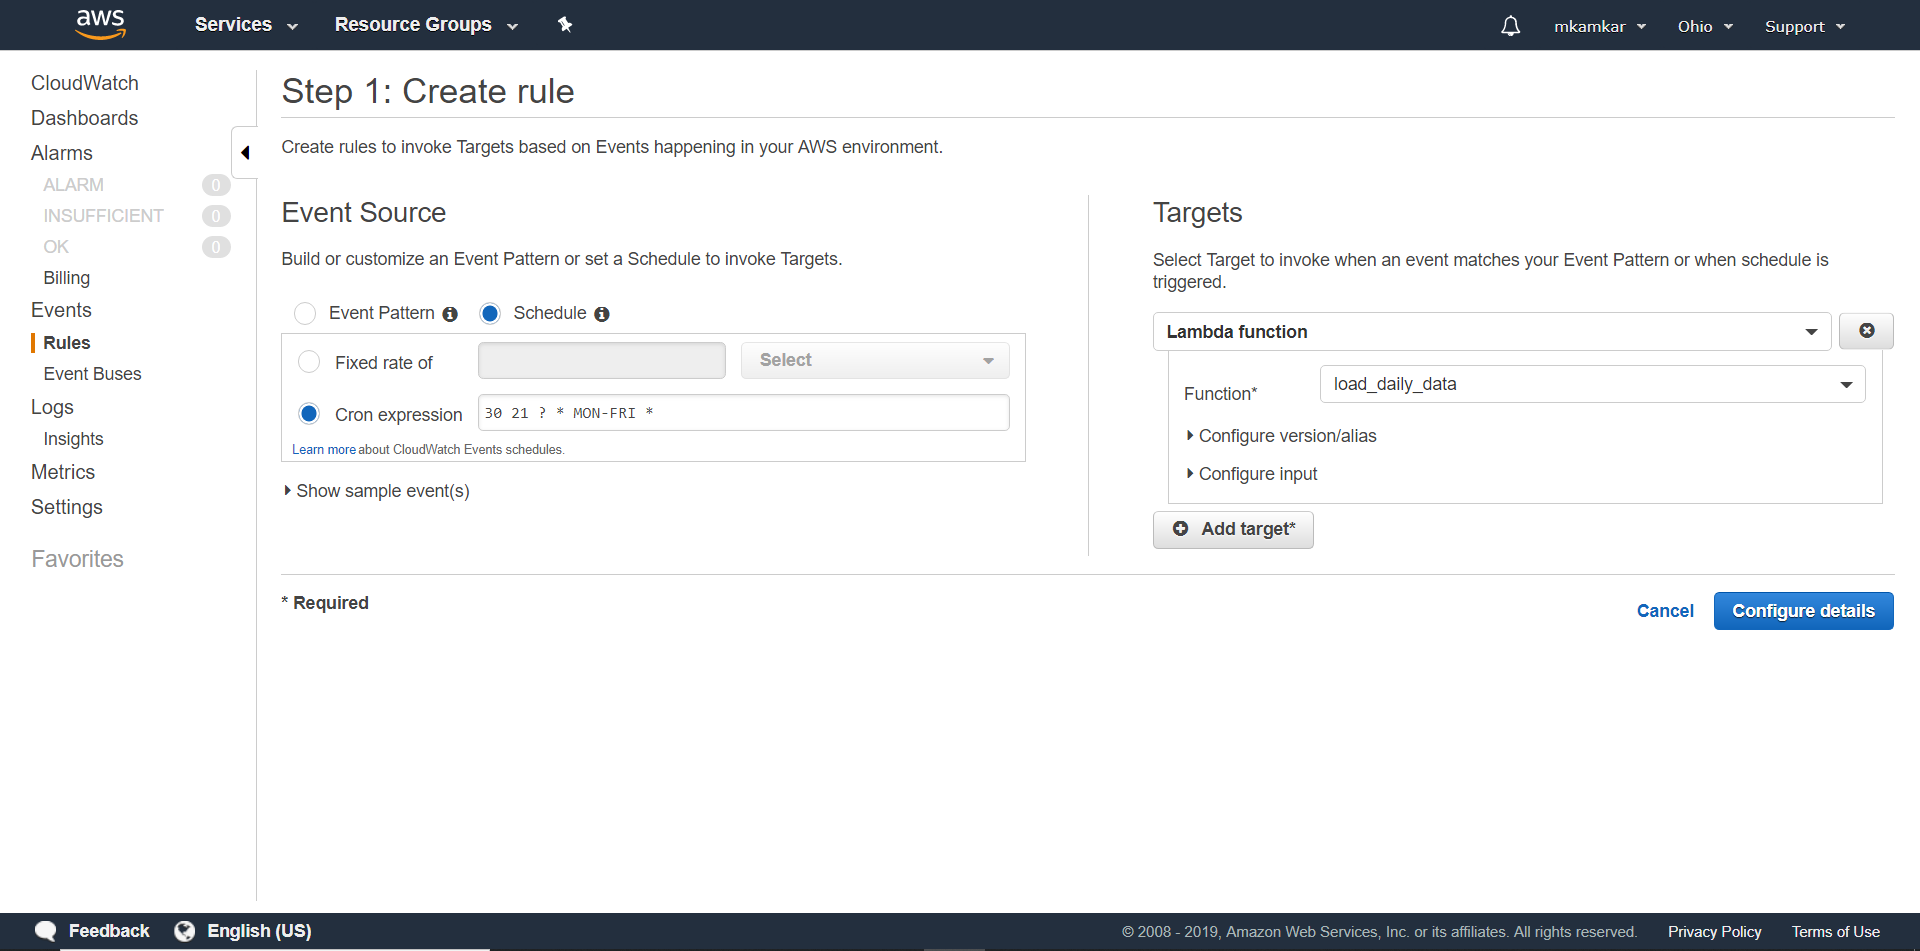 aws Services Resource Groups mkamkar Ohio Support
CloudWatch
Dashboards
Alarms
ALARM 0
INSUFFICIENT 0
OK 0
Billing
Events
Rules
Event Buses
Logs
Insights
Metrics
Settings
Favorites
Step 1: Create rule
Create rules to invoke Targets based on Events happening in your AWS environment.
Event Source
Build or customize an Event Pattern or set a Schedule to invoke Targets.
Event Pattern Schedule
Fixed rate of Select
Cron expression 30 21 ? * MON-FRI *
Learn more about CloudWatch Events schedules.
Show sample event(s)
Targets
Select Target to invoke when an event matches your Event Pattern or when schedule is
triggered.
Lambda function
Function* load_daily_data
Configure version/alias
Configure input
Add target*
* Required
Cancel Configure details
Feedback English (US) © 2008 - 2019, Amazon Web Services, Inc. or its affiliates. All rights reserved. Privacy Policy Terms of Use